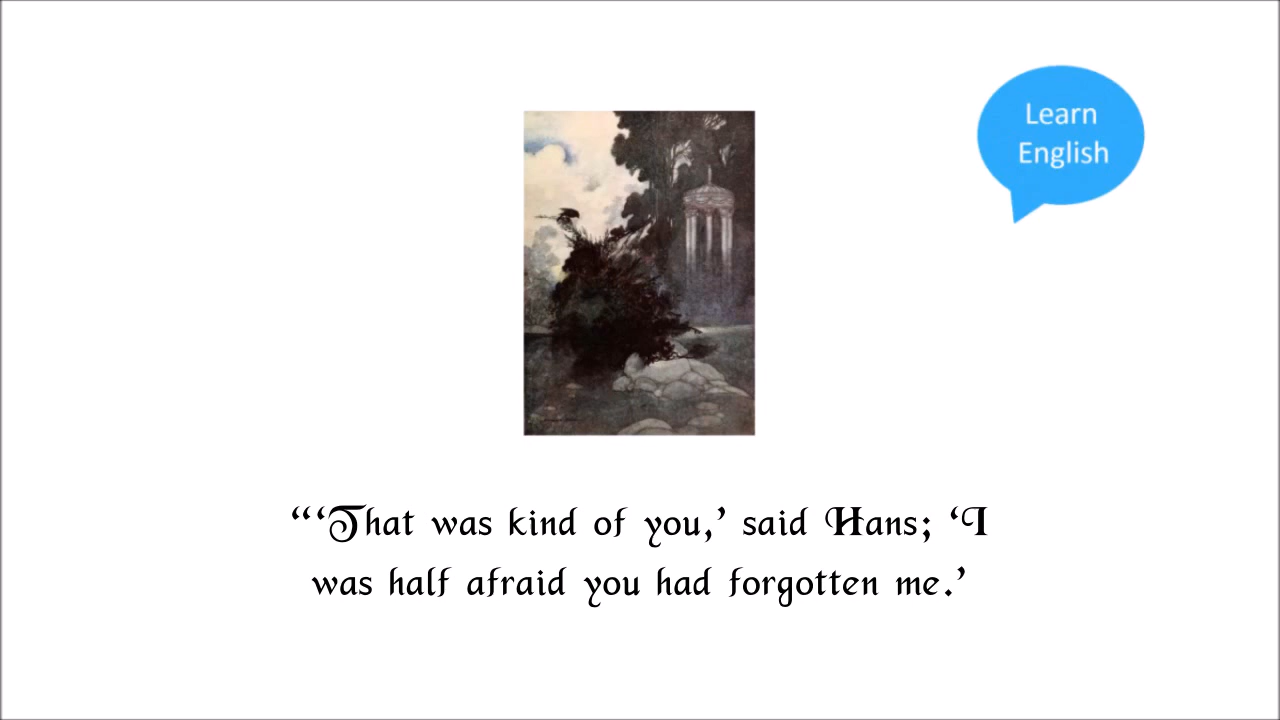 Learn
English
“‘That was kind of you,’ said Hans; ‘I
was half afraid you had forgotten me.’